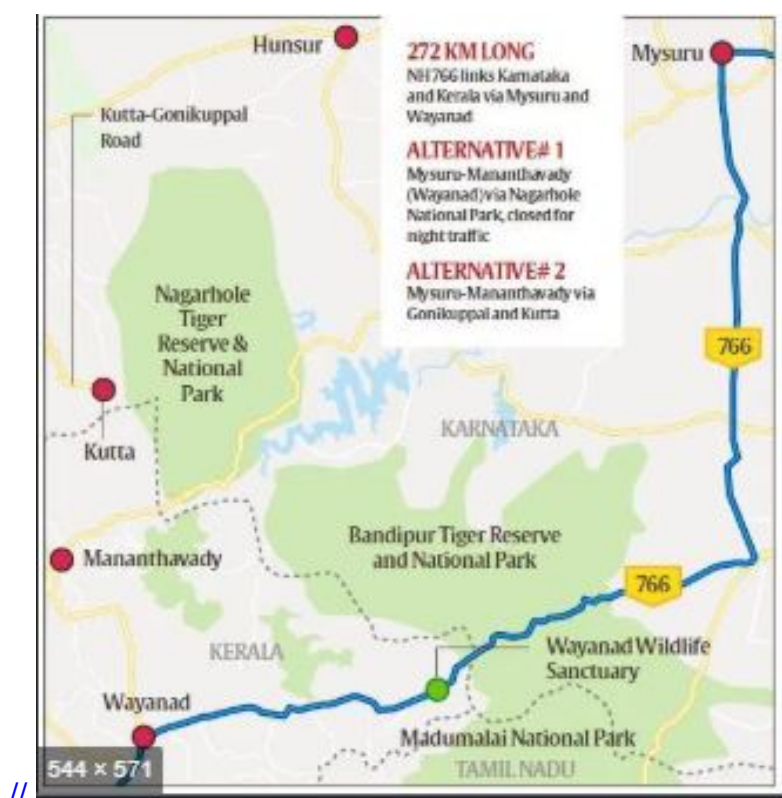 Hunsur
272 KM LONG
NH 766 links Karnataka
and Kerala via Mysuru and
Wayanad
Mysuru
Kutta-Gonikuppal
Road
ALTERNATIVE# 1
Mysuru-Mananthavady
(Wayanad) via Nagarhole
National Park, closed for
night traffic
ALTERNATIVE# 2
Mysuru-Mananthavady via
Gonikuppal and Kutta
Nagarhole
Tiger
Reserve &
National
Park
766
Kutta
KARNATAKA
Bandipur Tiger Reserve
and National Park
Mananthavady
766
KERALA
Wayanad Wildlife
Sanctuary
Wayanad
Madumalai National Park
TAMIL NADU
544 × 571
//